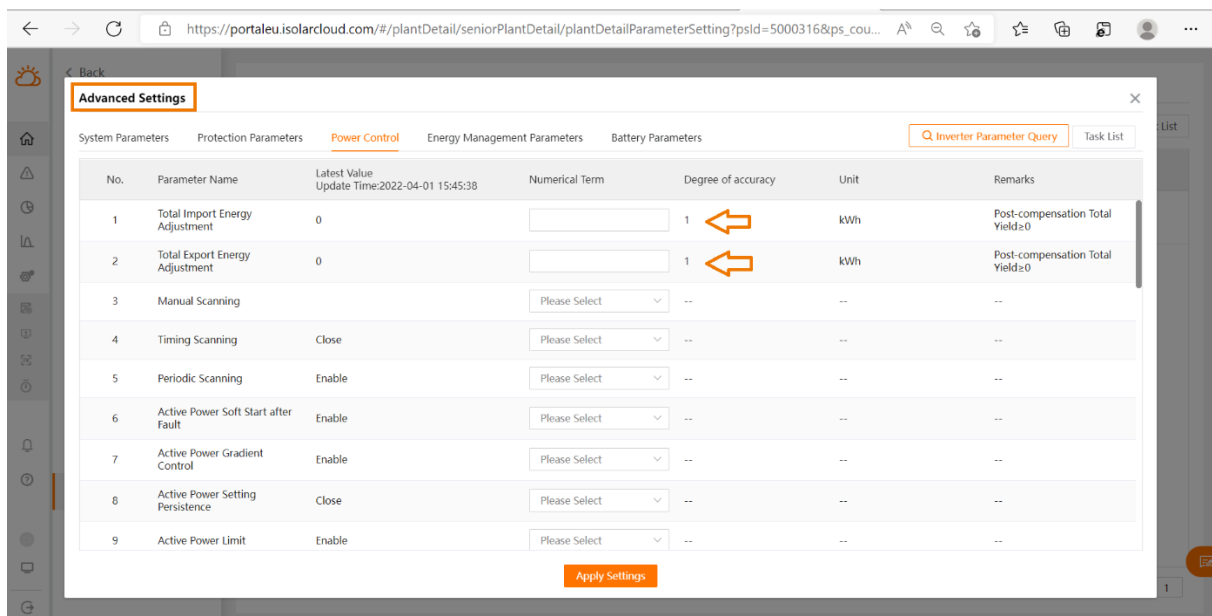 https://portaleu.isolarcloud.com/#/plantDetail/seniorPlantDetail/plantDetailParameterSetting?psId=5000316&ps_cou...
Back
Advanced Settings
System Parameters Protection Parameters Power Control Energy Management Parameters Battery Parameters Inverter Parameter Query Task List
List
No. Parameter Name Latest Value Numerical Term Degree of accuracy Unit Remarks
Update Time:2022-04-01 15:45:38
1 Total Import Energy Adjustment 0 1 kWh Post-compensation Total Yield≥0
2 Total Export Energy Adjustment 0 1 kWh Post-compensation Total Yield≥0
3 Manual Scanning Please Select -- -- --
4 Timing Scanning Close Please Select -- -- --
5 Periodic Scanning Enable Please Select -- -- --
6 Active Power Soft Start after Fault Enable Please Select -- -- --
7 Active Power Gradient Control Enable Please Select -- -- --
8 Active Power Setting Persistence Close Please Select -- -- --
9 Active Power Limit Enable Please Select -- -- --
Apply Settings
1